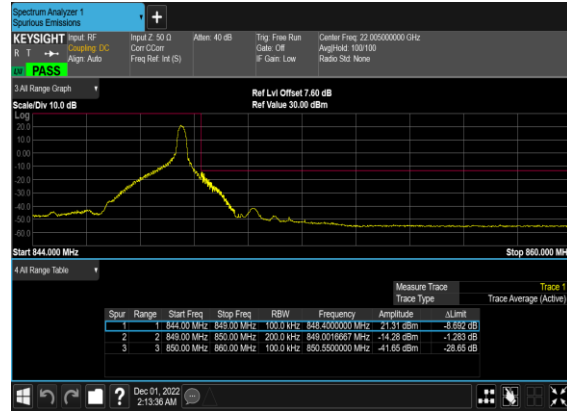 Spectrum Analyzer 1
Spurious Emissions
KEYSIGHT Input: RF Input Z: 50 Ω Atten: 40 dB Trig: Free Run Center Freq: 22.005000000 GHz
R T Coupling: DC Corr CCorr Gate: Off Avg|Hold: 100/100
Align: Auto Freq Ref: Int (S) IF Gain: Low Radio Std: None
PASS
3 All Range Graph
Ref Lvl Offset 7.60 dB
Scale/Div 10.0 dB Ref Value 30.00 dBm
Log
20.0
10.0
0.00
-10.0
-20.0
-30.0
-40.0
-50.0
-60.0
Start 844.000 MHz Stop 860.000 MH
4 All Range Table
Measure Trace Trace 1
Trace Type Trace Average (Active)
Spur Range Start Freq Stop Freq RBW Frequency Amplitude ΔLimit
1 1 844.00 MHz 849.00 MHz 100.0 kHz 848.4000000 MHz 21.31 dBm -8.692 dB
2 2 849.00 MHz 850.00 MHz 200.0 kHz 849.0016667 MHz -14.28 dBm -1.283 dB
3 3 850.00 MHz 860.00 MHz 100.0 kHz 850.5500000 MHz -41.65 dBm -28.65 dB
Dec 01, 2022
2:13:36 AM